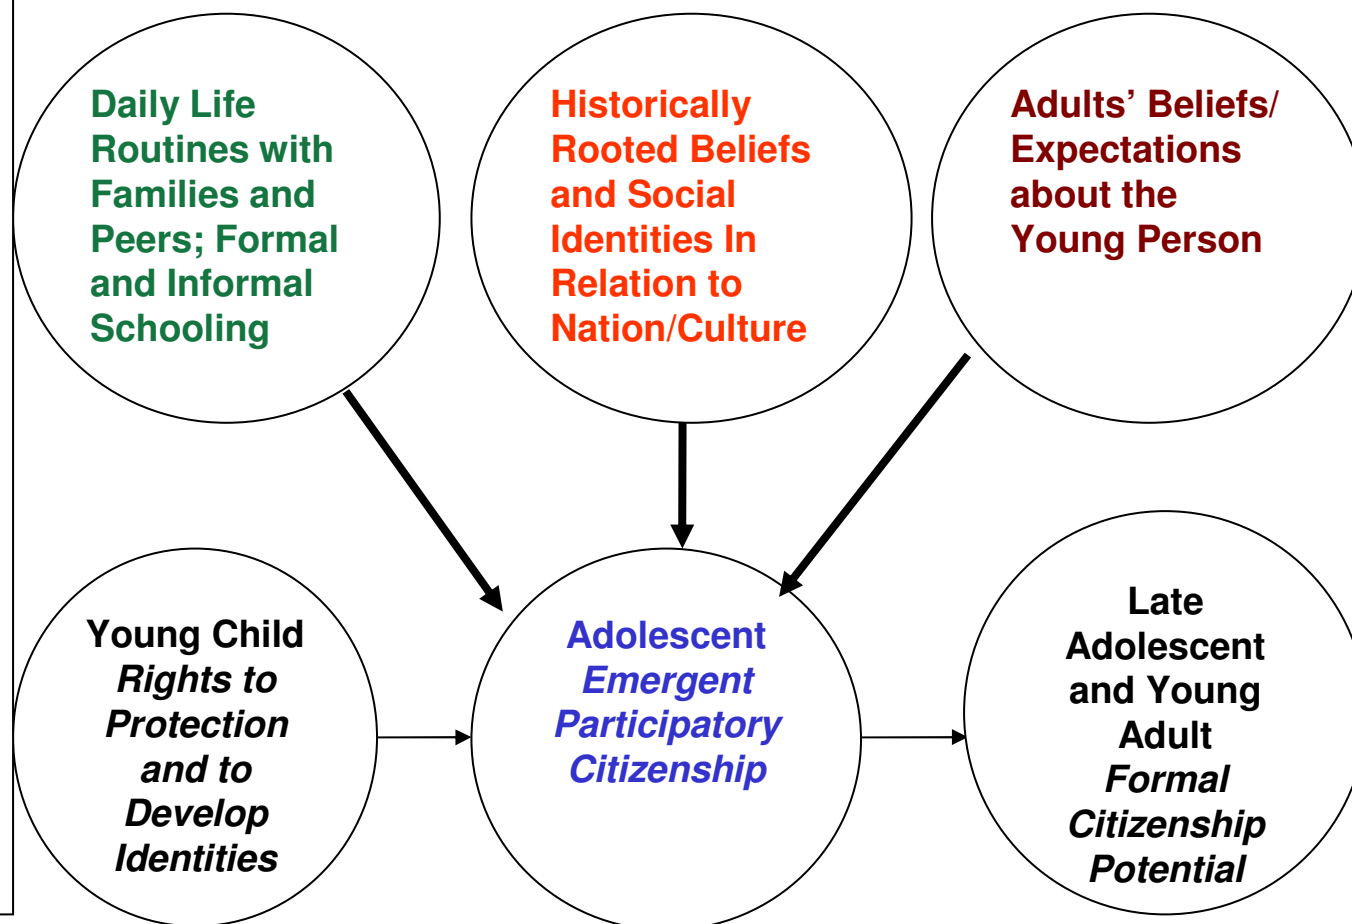 Daily Life
Routines with
Families and
Peers; Formal
and Informal
Schooling
Historically
Rooted Beliefs
and Social
Identities In
Relation to
Nation/Culture
Adults’ Beliefs/
Expectations
about the
Young Person
Young Child
Rights to
Protection
and to
Develop
Identities
Adolescent
Emergent
Participatory
Citizenship
Late
Adolescent
and Young
Adult
Formal
Citizenship
Potential